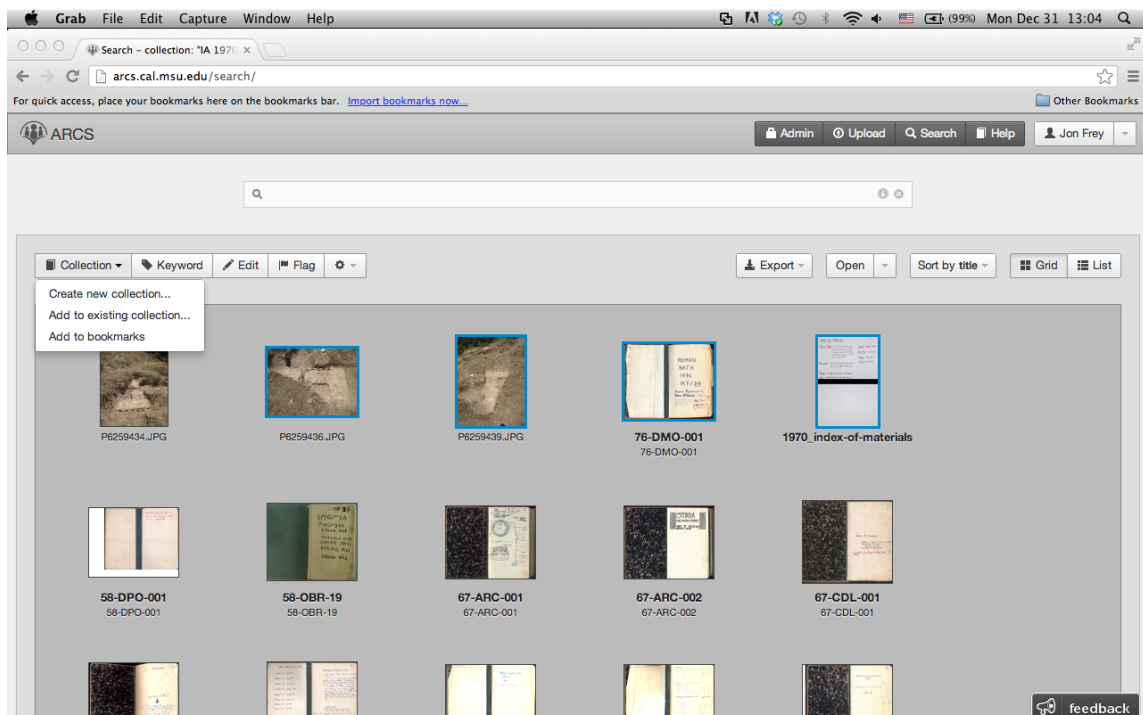 Grab File Edit Capture Window Help (99%) Mon Dec 31 13:04
Search – collection: "IA 1970
arcs.cal.msu.edu/search/
For quick access, place your bookmarks here on the bookmarks bar. Import bookmarks now... Other Bookmarks
ARCS Admin Upload Search Help Jon Frey
Collection Keyword Edit Flag Export Open Sort by title Grid List
Create new collection...
Add to existing collection...
Add to bookmarks
ROMAN
BATH
1976
P6259434.JPG P6259436.JPG P6259439.JPG 76-DMO-001 1970_index-of-materials
76-DMO-001
58-DPO-001 58-OBR-19 67-ARC-001 67-ARC-002 67-CDL-001
58-DPO-001 58-OBR-19 67-ARC-001 67-ARC-002 67-CDL-001
feedback